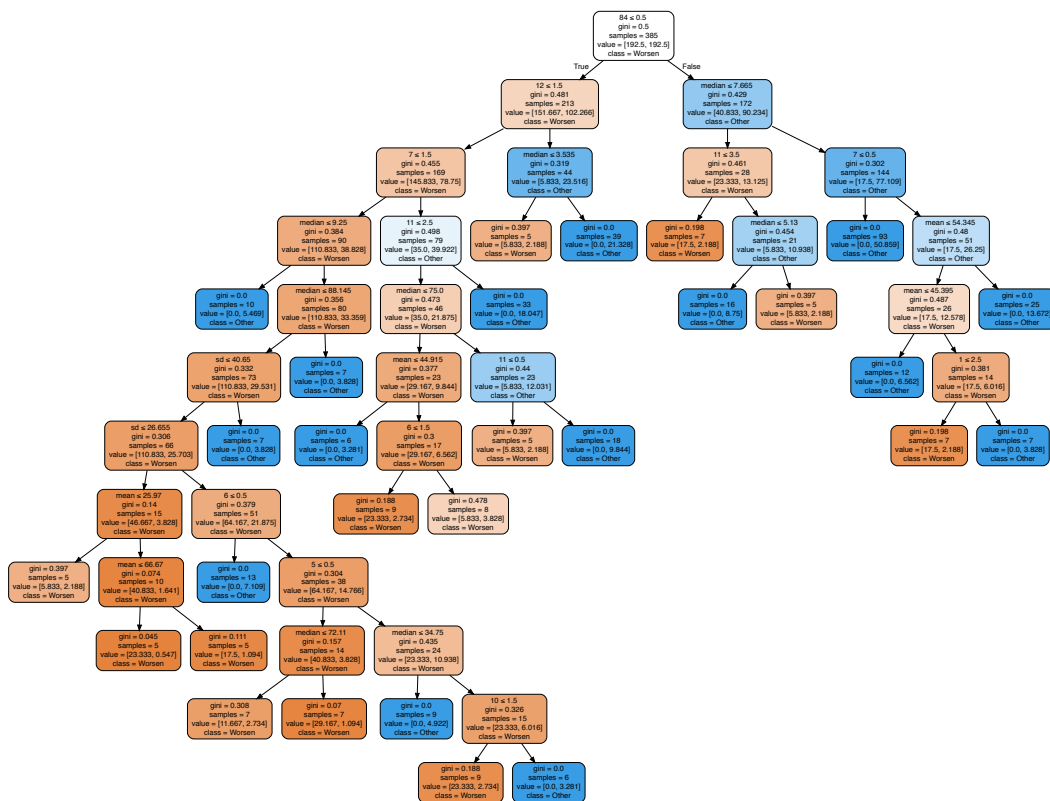 84 ≤ 0.5
gini = 0.5
samples = 385
value = [192.5, 192.5]
class = Worsen
True
False
12 ≤ 1.5
gini = 0.481
samples = 213
value = [151.667, 102.266]
class = Worsen
median ≤ 7.665
gini = 0.429
samples = 172
value = [40.833, 90.234]
class = Other
7 ≤ 1.5
gini = 0.455
samples = 169
value = [145.833, 78.75]
class = Worsen
median ≤ 3.535
gini = 0.319
samples = 44
value = [5.833, 23.516]
class = Other
11 ≤ 3.5
gini = 0.461
samples = 28
value = [23.333, 13.125]
class = Worsen
7 ≤ 0.5
gini = 0.302
samples = 144
value = [17.5, 77.109]
class = Other
median ≤ 9.25
gini = 0.384
samples = 90
value = [110.833, 38.828]
class = Worsen
11 ≤ 2.5
gini = 0.498
samples = 79
value = [35.0, 39.922]
class = Other
gini = 0.397
samples = 5
value = [5.833, 2.188]
class = Worsen
gini = 0.0
samples = 39
value = [0.0, 21.328]
class = Other
gini = 0.198
samples = 7
value = [17.5, 2.188]
class = Worsen
median ≤ 5.13
gini = 0.454
samples = 21
value = [5.833, 10.938]
class = Other
gini = 0.0
samples = 93
value = [0.0, 50.859]
class = Other
mean ≤ 54.345
gini = 0.48
samples = 51
value = [17.5, 26.25]
class = Other
gini = 0.0
samples = 10
value = [0.0, 5.469]
class = Other
median ≤ 88.145
gini = 0.356
samples = 80
value = [110.833, 33.359]
class = Worsen
median ≤ 75.0
gini = 0.473
samples = 46
value = [35.0, 21.875]
class = Worsen
gini = 0.0
samples = 33
value = [0.0, 18.047]
class = Other
gini = 0.0
samples = 16
value = [0.0, 8.75]
class = Other
gini = 0.397
samples = 5
value = [5.833, 2.188]
class = Worsen
mean ≤ 45.395
gini = 0.487
samples = 26
value = [17.5, 12.578]
class = Worsen
gini = 0.0
samples = 25
value = [0.0, 13.672]
class = Other
sd ≤ 40.65
gini = 0.332
samples = 73
value = [110.833, 29.531]
class = Worsen
gini = 0.0
samples = 7
value = [0.0, 3.828]
class = Other
mean ≤ 44.915
gini = 0.377
samples = 23
value = [29.167, 9.844]
class = Worsen
11 ≤ 0.5
gini = 0.44
samples = 23
value = [5.833, 12.031]
class = Other
gini = 0.0
samples = 12
value = [0.0, 6.562]
class = Other
1 ≤ 2.5
gini = 0.381
samples = 14
value = [17.5, 6.016]
class = Worsen
sd ≤ 26.655
gini = 0.306
samples = 66
value = [110.833, 25.703]
class = Worsen
gini = 0.0
samples = 7
value = [0.0, 3.828]
class = Other
gini = 0.0
samples = 6
value = [0.0, 3.281]
class = Other
6 ≤ 1.5
gini = 0.3
samples = 17
value = [29.167, 6.562]
class = Worsen
gini = 0.397
samples = 5
value = [5.833, 2.188]
class = Worsen
gini = 0.0
samples = 18
value = [0.0, 9.844]
class = Other
gini = 0.198
samples = 7
value = [17.5, 2.188]
class = Worsen
gini = 0.0
samples = 7
value = [0.0, 3.828]
class = Other
mean ≤ 25.97
gini = 0.14
samples = 15
value = [46.667, 3.828]
class = Worsen
6 ≤ 0.5
gini = 0.379
samples = 51
value = [64.167, 21.875]
class = Worsen
gini = 0.188
samples = 9
value = [23.333, 2.734]
class = Worsen
gini = 0.478
samples = 8
value = [5.833, 3.828]
class = Worsen
gini = 0.397
samples = 5
value = [5.833, 2.188]
class = Worsen
mean ≤ 66.67
gini = 0.074
samples = 10
value = [40.833, 1.641]
class = Worsen
gini = 0.0
samples = 13
value = [0.0, 7.109]
class = Other
5 ≤ 0.5
gini = 0.304
samples = 38
value = [64.167, 14.766]
class = Worsen
gini = 0.045
samples = 5
value = [23.333, 0.547]
class = Worsen
gini = 0.111
samples = 5
value = [17.5, 1.094]
class = Worsen
median ≤ 72.11
gini = 0.157
samples = 14
value = [40.833, 3.828]
class = Worsen
median ≤ 34.75
gini = 0.435
samples = 24
value = [23.333, 10.938]
class = Worsen
gini = 0.308
samples = 7
value = [11.667, 2.734]
class = Worsen
gini = 0.07
samples = 7
value = [29.167, 1.094]
class = Worsen
gini = 0.0
samples = 9
value = [0.0, 4.922]
class = Other
10 ≤ 1.5
gini = 0.326
samples = 15
value = [23.333, 6.016]
class = Worsen
gini = 0.188
samples = 9
value = [23.333, 2.734]
class = Worsen
gini = 0.0
samples = 6
value = [0.0, 3.281]
class = Other